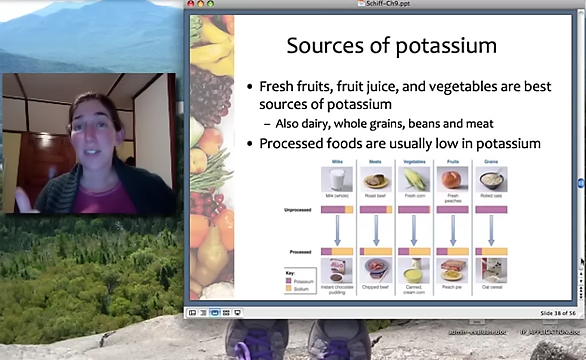 Schiff-Ch9.ppt
Sources of potassium
• Fresh fruits, fruit juice, and vegetables are best
sources of potassium
– Also dairy, whole grains, beans and meat
• Processed foods are usually low in potassium
Milks Meats Vegetables Fruits Grains
Milk (whole) Roast beef Fresh corn Fresh peaches Rolled oats
Unprocessed
Processed
Key:
Potassium
Sodium
Instant chocolate pudding Chipped beef Canned, cream corn Peach pie Oat cereal
Slide 38 of 56